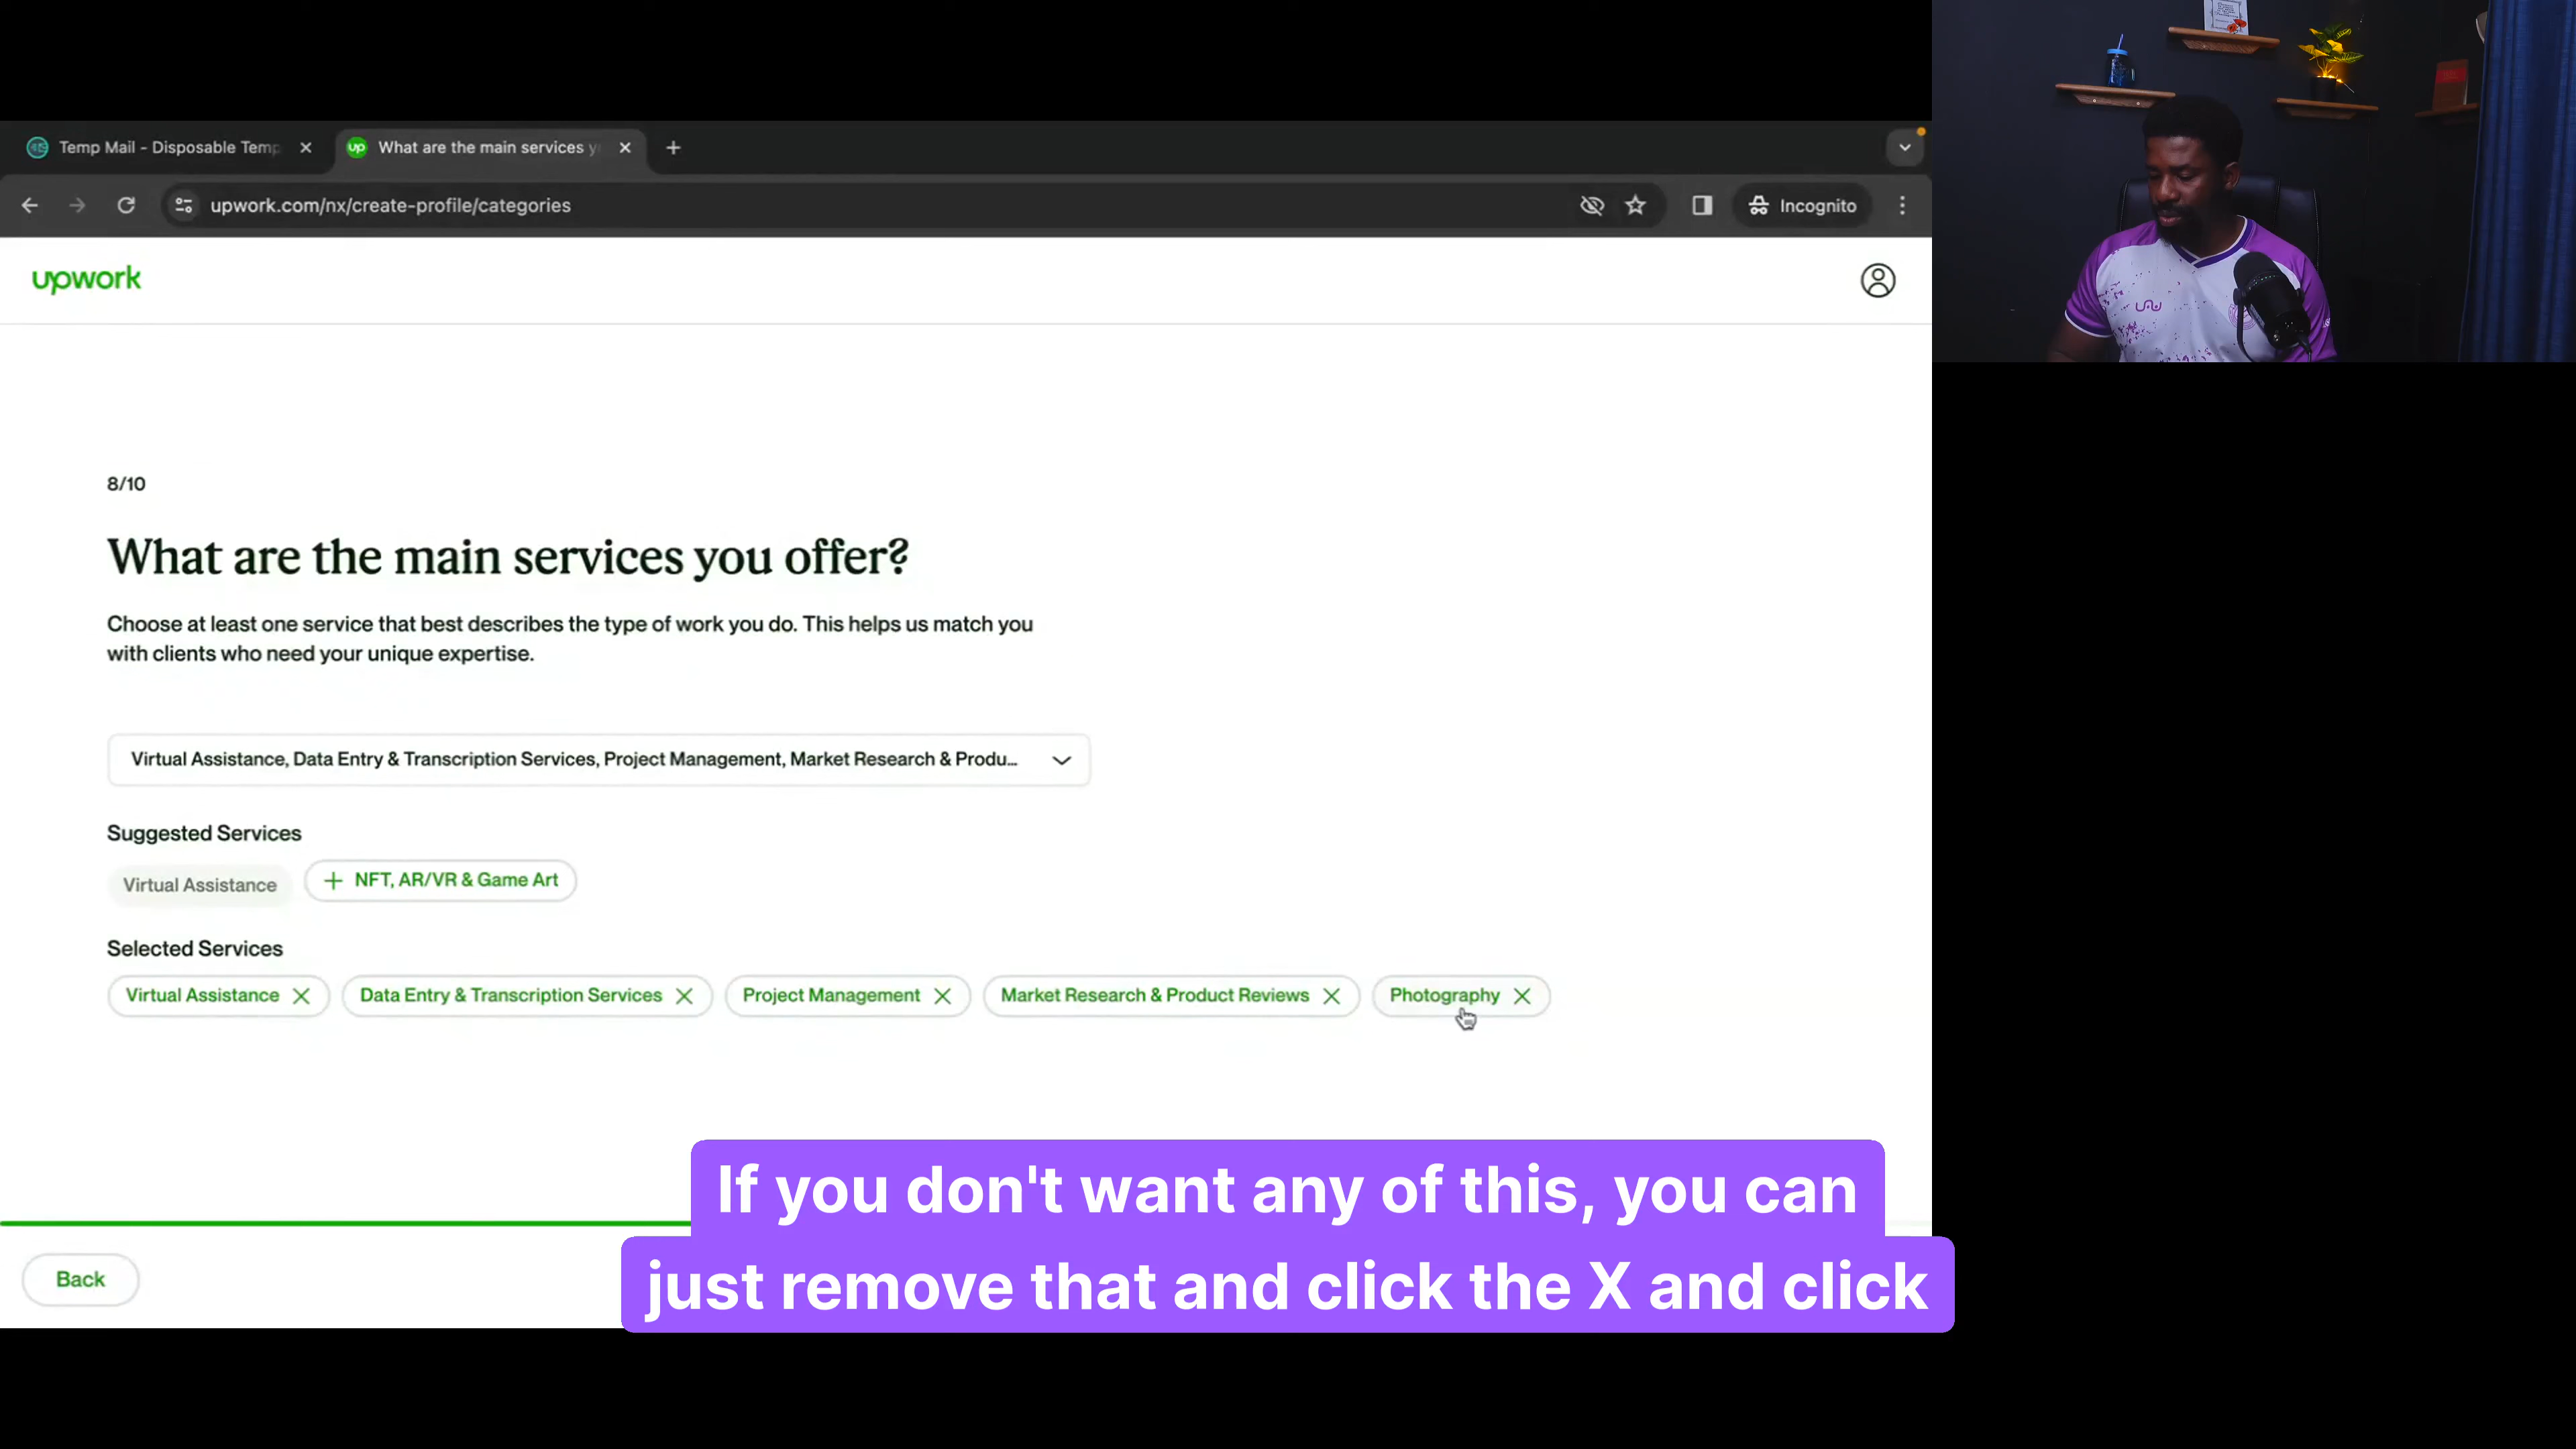 Temp Mail - Disposable Temp
What are the main services y
upwork.com/nx/create-profile/categories
Incognito
upwork
8/10
What are the main services you offer?
Choose at least one service that best describes the type of work you do. This helps us match you
with clients who need your unique expertise.
Virtual Assistance, Data Entry & Transcription Services, Project Management, Market Research & Produ...
Suggested Services
Virtual Assistance
NFT, AR/VR & Game Art
Selected Services
Virtual Assistance
Data Entry & Transcription Services
Project Management
Market Research & Product Reviews
Photography
Back
If you don't want any of this, you can
just remove that and click the X and click